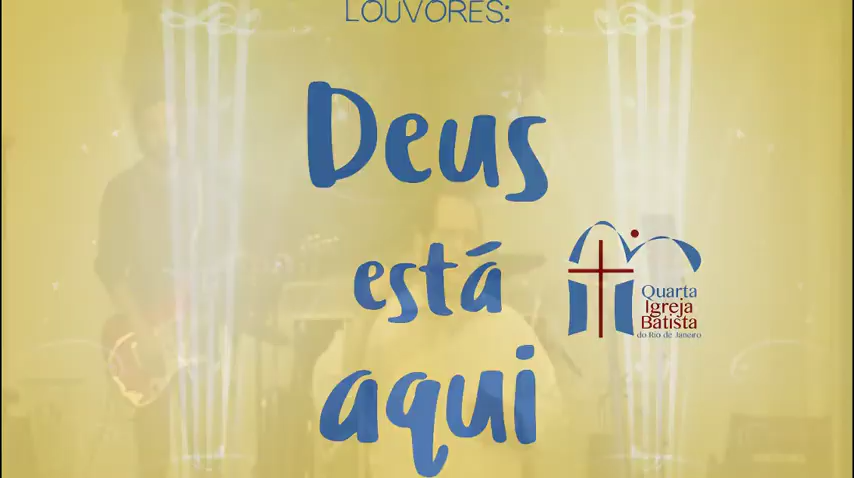 LOUVORES:
Deus
está
aqui
Quarta
Igreja
Batista
do Rio de Janeiro